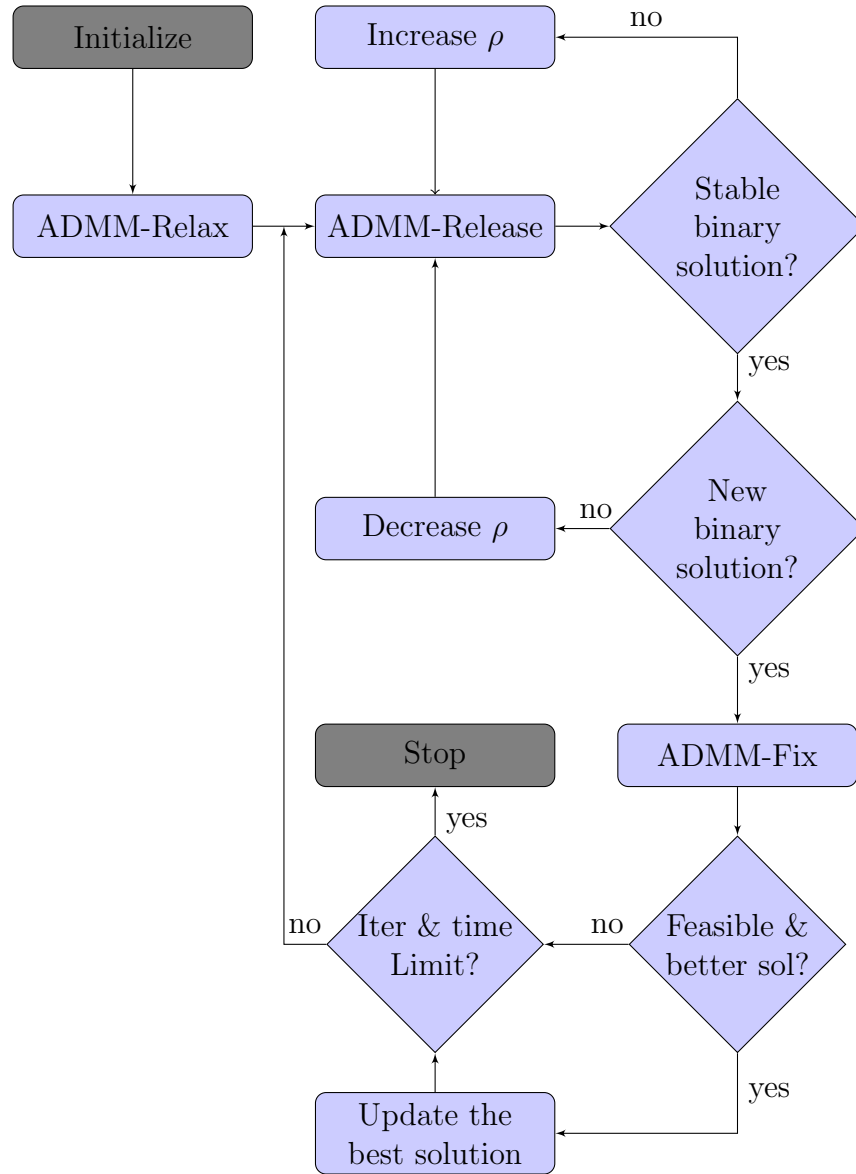 Initialize
Increase ρ
no
ADMM-Relax
ADMM-Release
Stable
binary
solution?
yes
Decrease ρ
no
New
binary
solution?
yes
Stop
ADMM-Fix
yes
no
Iter & time
Limit?
no
Feasible &
better sol?
yes
Update the
best solution